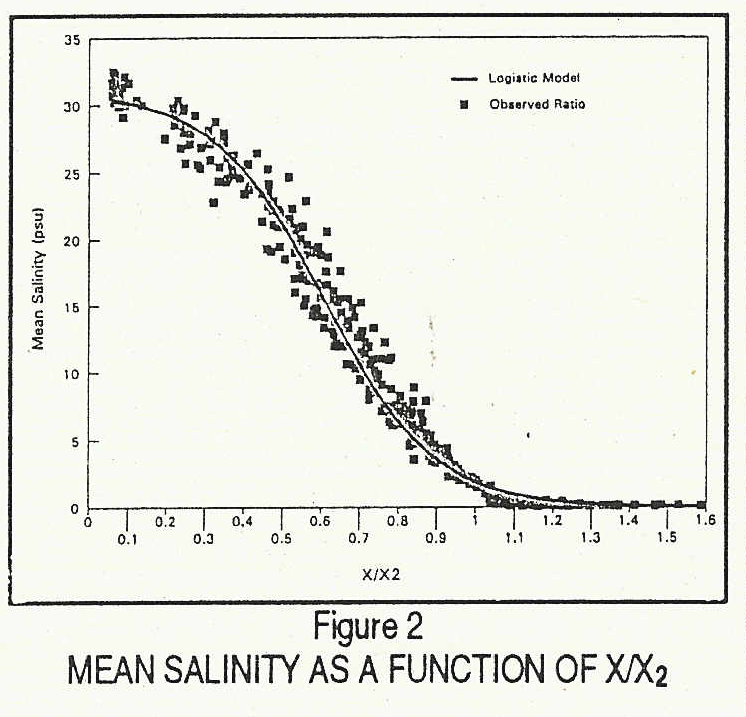 35
30
25
20
15
10
5
0
Mean Salinity (psu)
Logistic Model
Observed Ratio
0 0.2 0.4 0.6 0.8 1 1.2 1.4 1.6
0.1 0.3 0.5 0.7 0.9 1.1 1.3 1.5
X/X2
Figure 2
MEAN SALINITY AS A FUNCTION OF X/X2